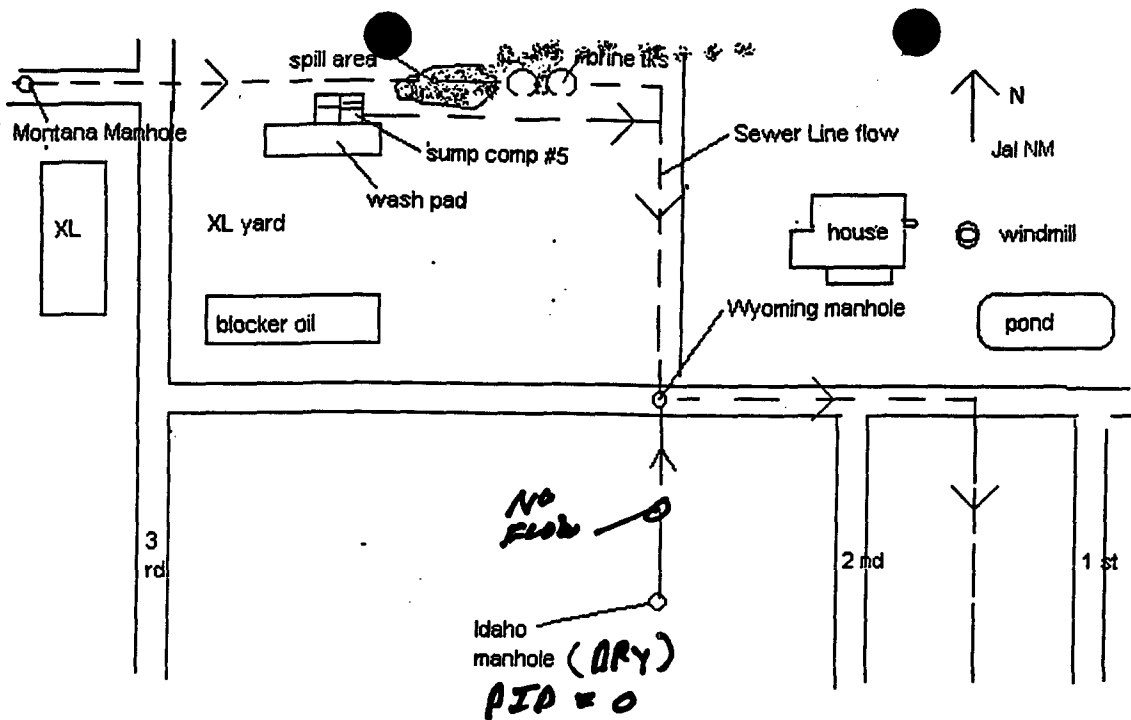 spill area
brine tks
N
Montana Manhole
Sewer Line flow
Jal NM
sump comp #5
wash pad
XL
XL yard
house
windmill
blocker oil
Wyoming manhole
pond
NO
FLOW
3
rd
2 nd
1 st
Idaho
manhole (DRY)
PID = 0